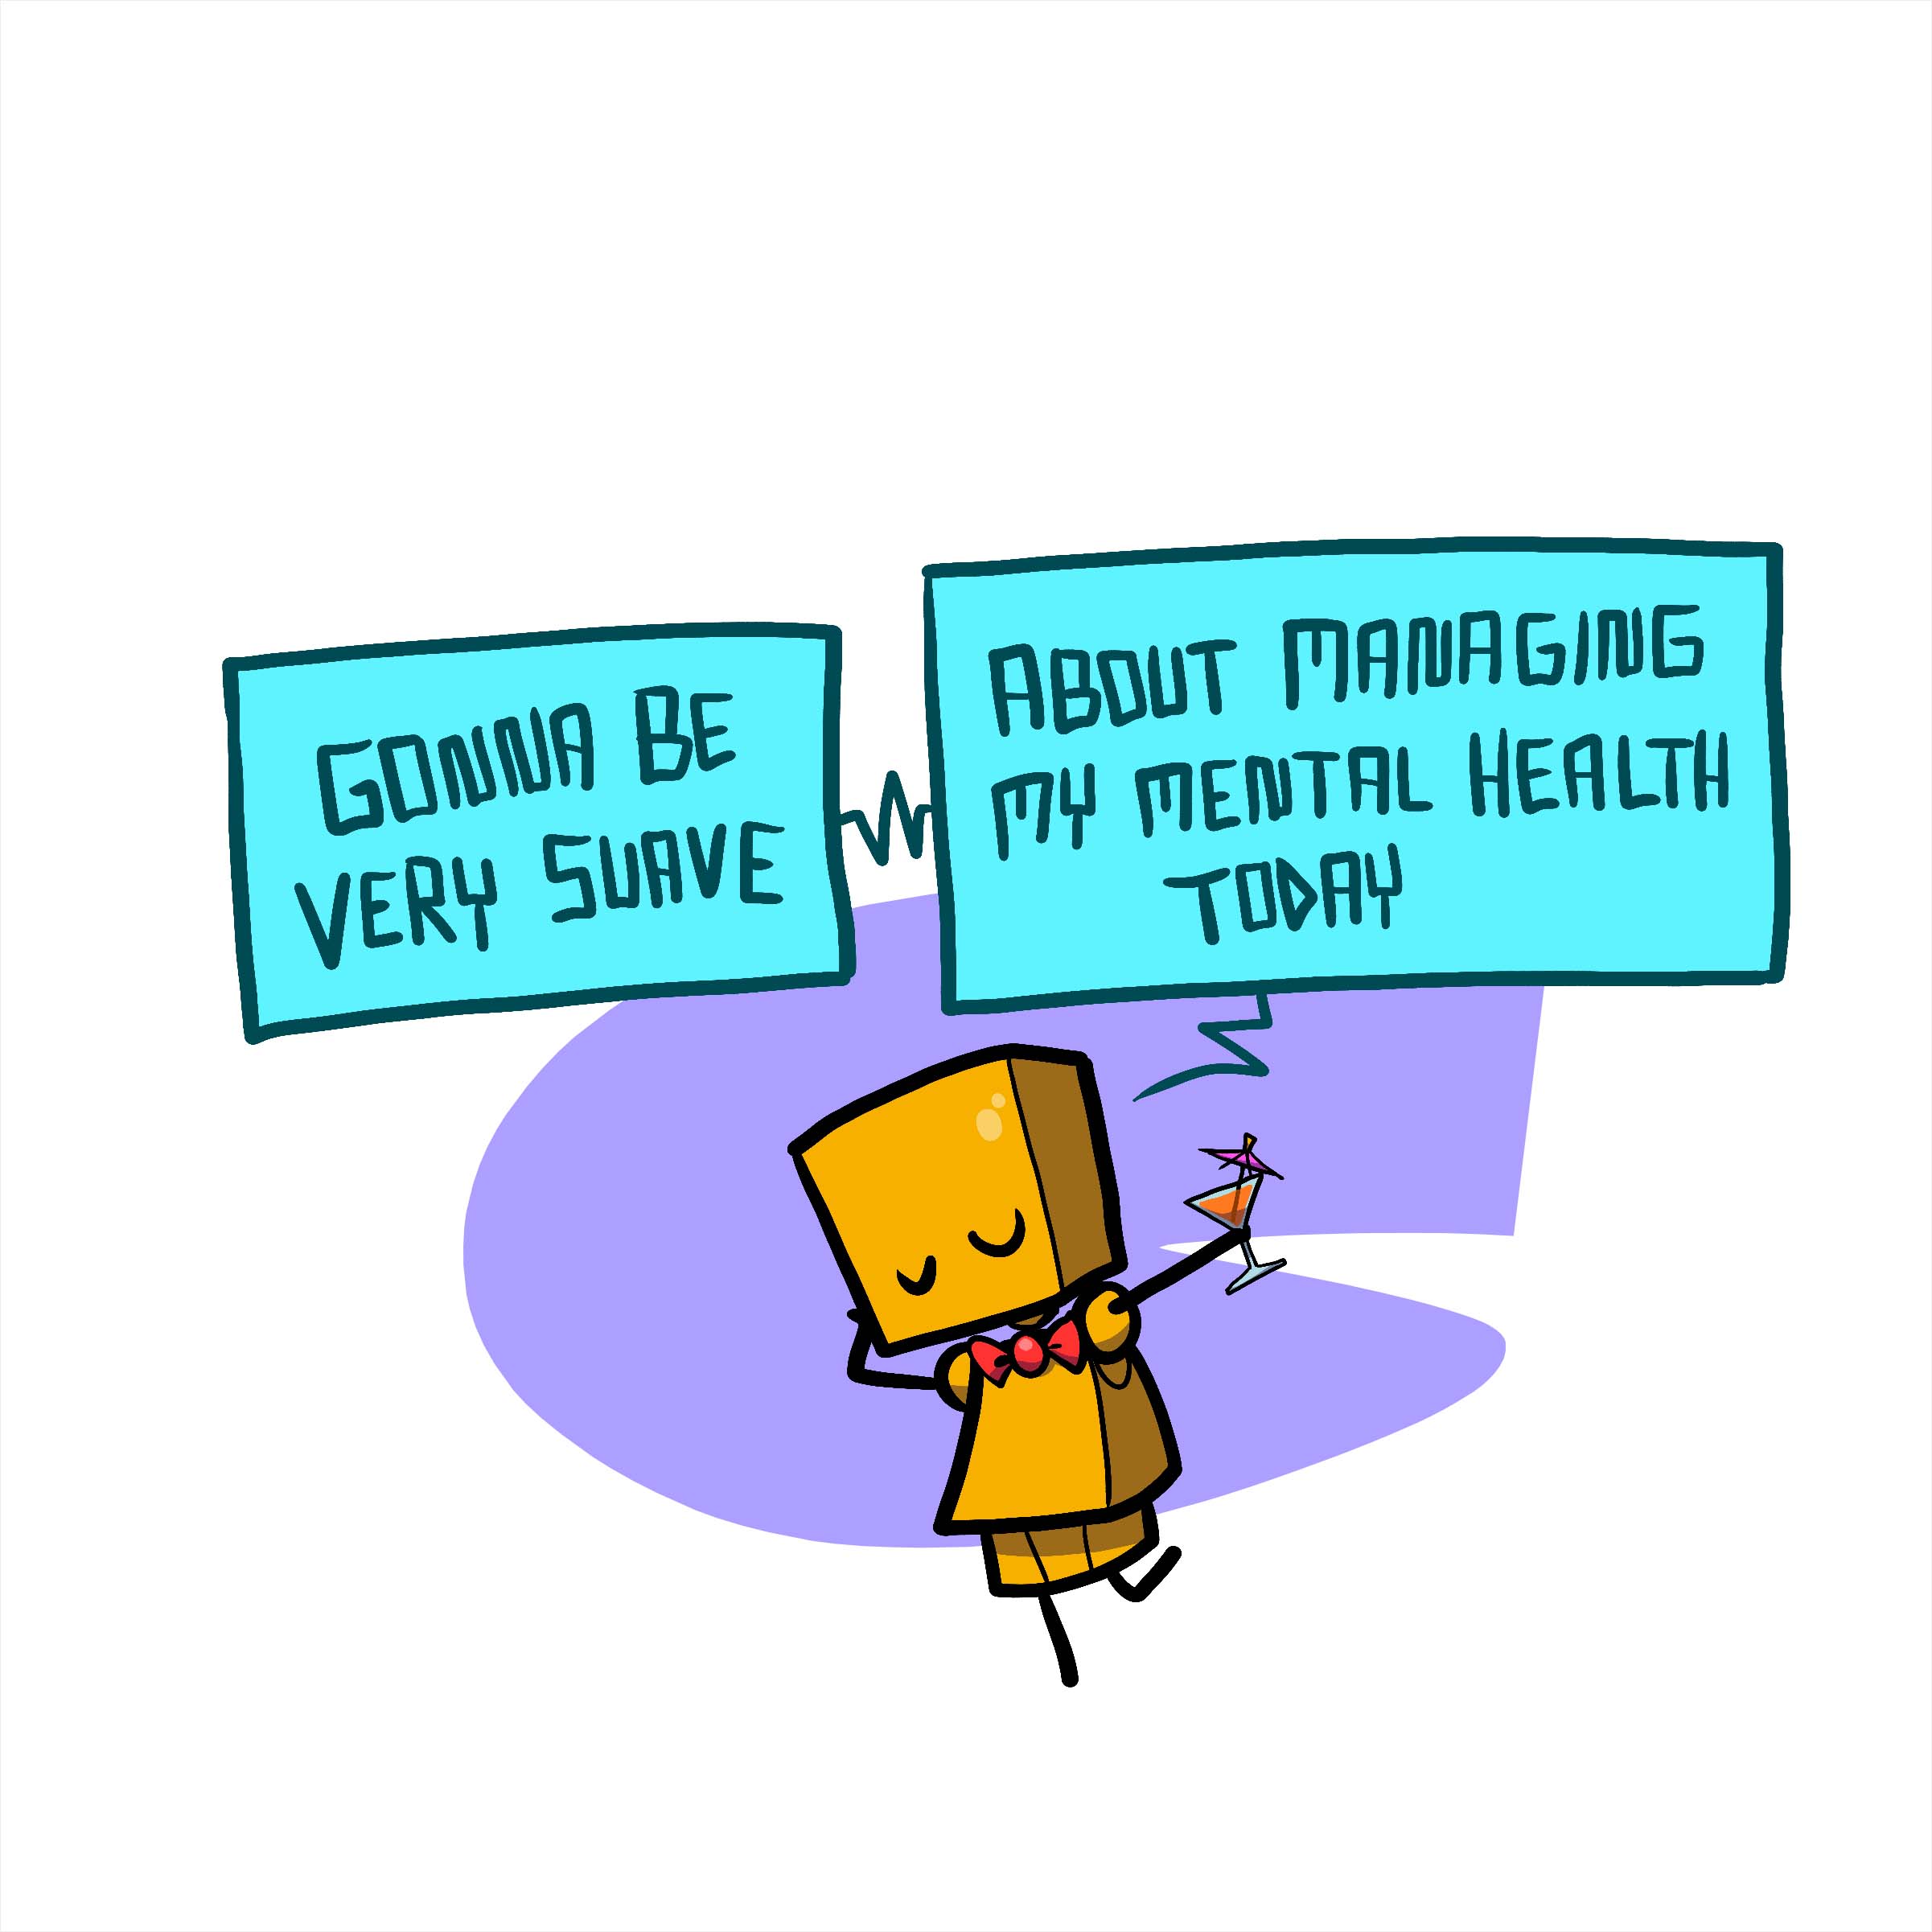 GONNA BE
VERY SUAVE
ABOUT MANAGING
MY MENTAL HEALTH
TODAY